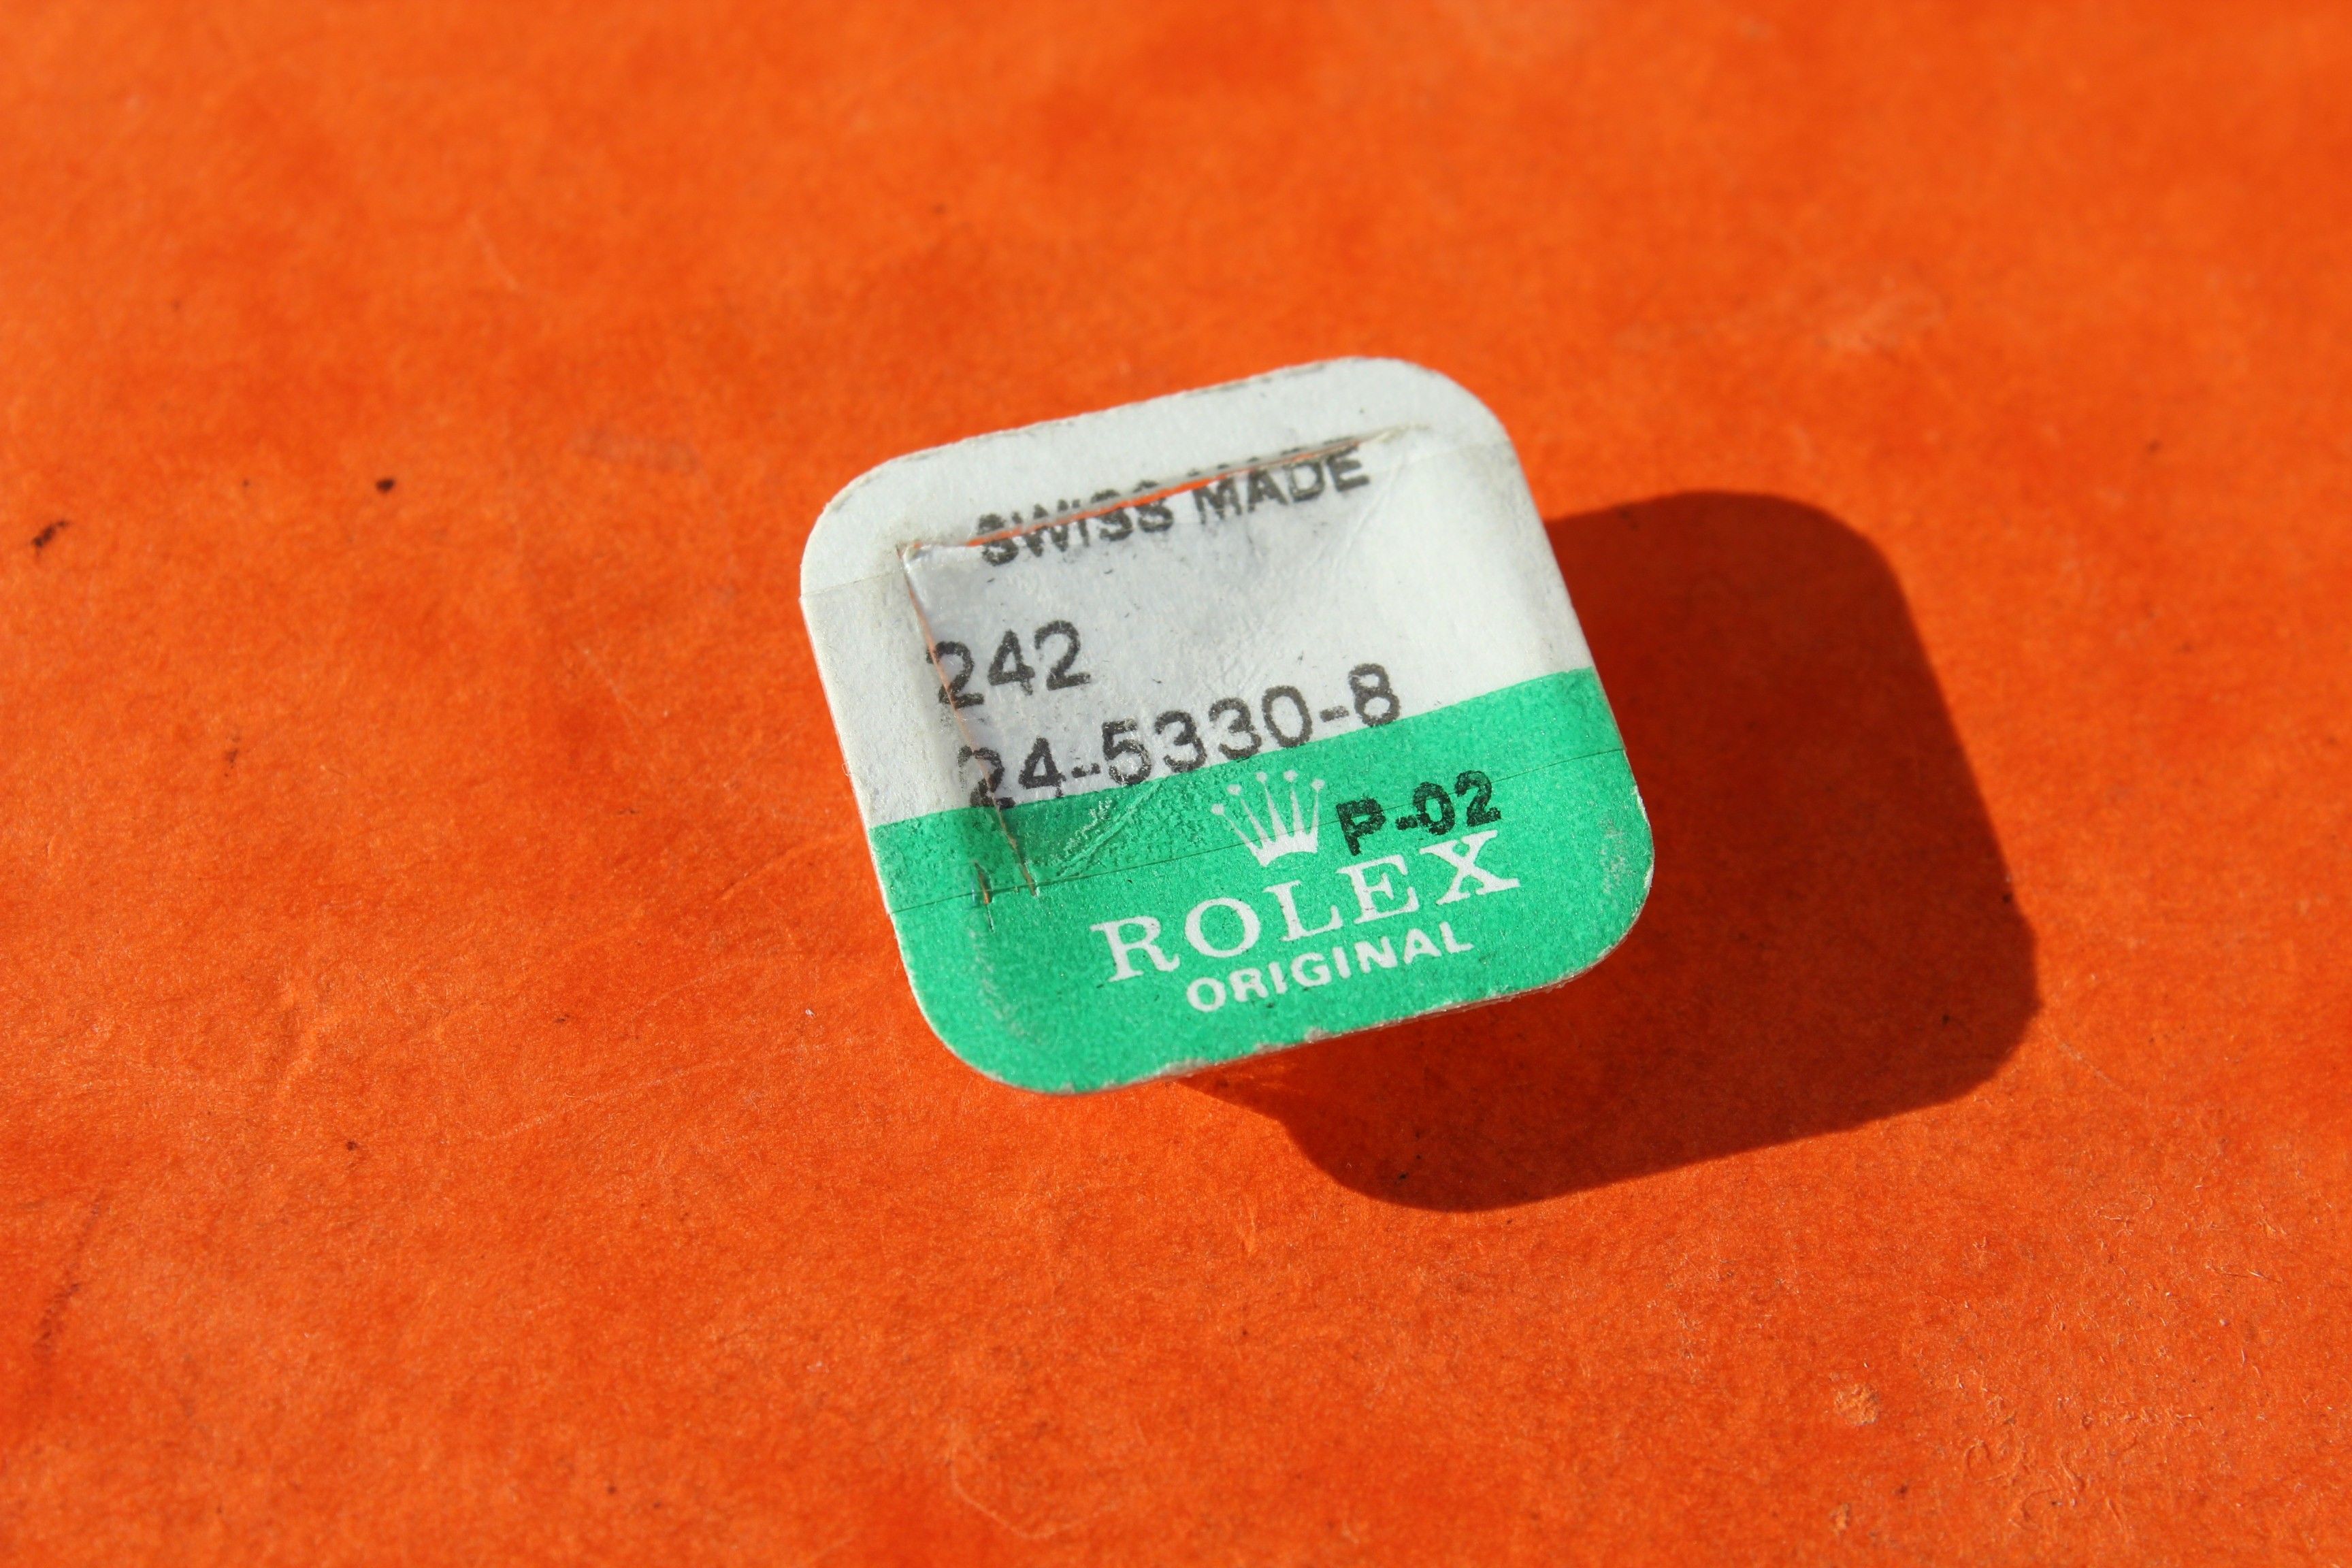 SWISS MADE
242
24-5330-8
P-02
ROLEX
ORIGINAL